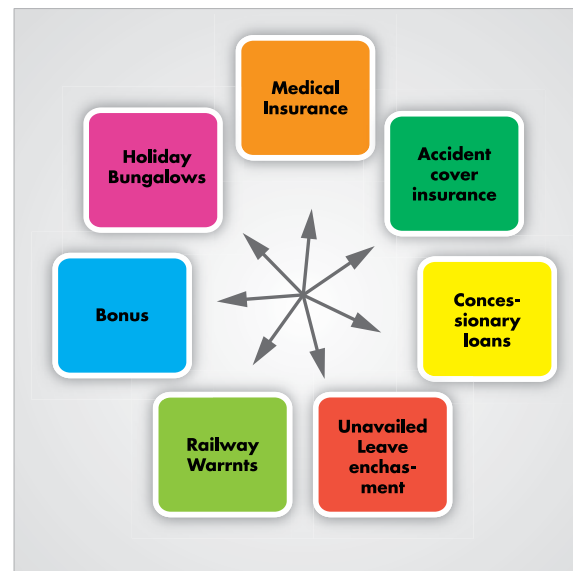 Medical
Insurance
Accident
cover
insurance
Conces-
sionary
loans
Unavailed
Leave
enchas-
ment
Railway
Warrnts
Bonus
Holiday
Bungalows